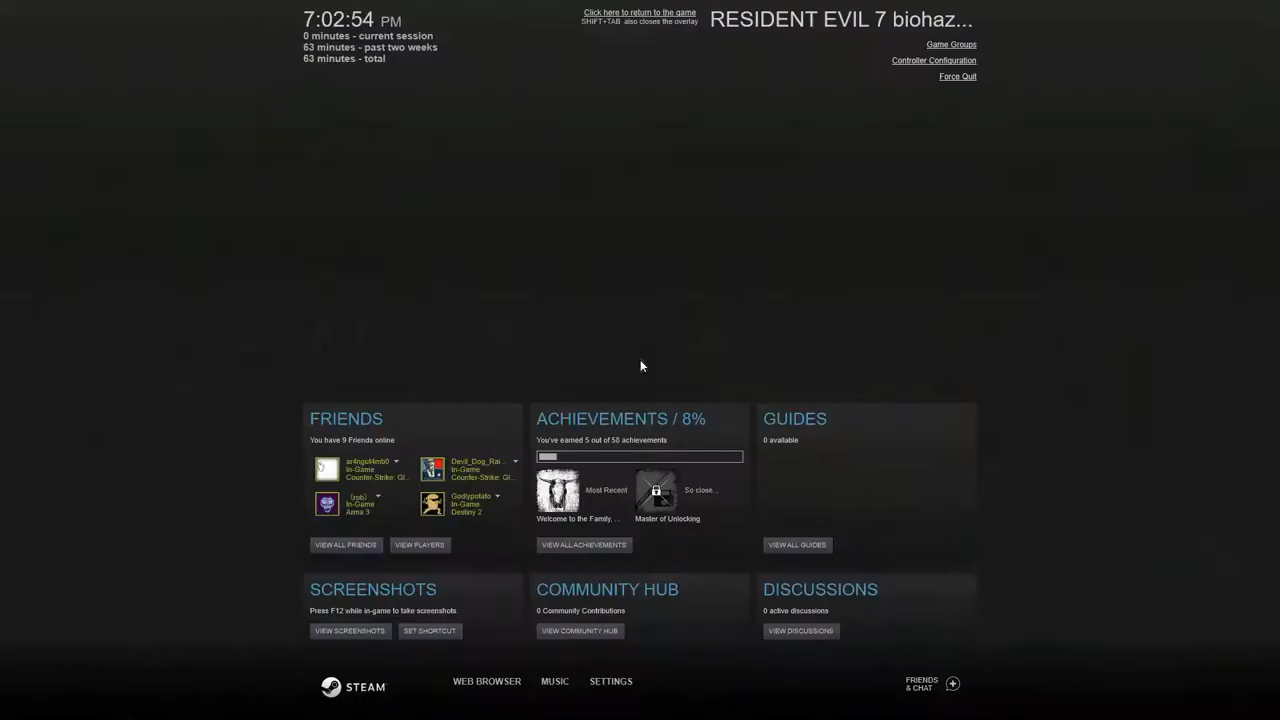 7:02:54 PM
0 minutes - current session
63 minutes - past two weeks
63 minutes - total
Click here to return to the game
SHIFT+TAB also closes the overlay
RESIDENT EVIL 7 biohaz...
Game Groups
Controller Configuration
Force Quit
FRIENDS
You have 9 Friends online
ar4ngut4mb0
In-Game
Counter-Strike: Gl...
Devil_Dog_Rai...
In-Game
Counter-Strike: Gl...
(rob)
In-Game
Arma 3
Godlypotato
In-Game
Destiny 2
VIEW ALL FRIENDS
VIEW PLAYERS
ACHIEVEMENTS / 8%
You've earned 5 out of 58 achievements
Most Recent
So close...
Welcome to the Family, ...
Master of Unlocking
VIEW ALL ACHIEVEMENTS
GUIDES
0 available
VIEW ALL GUIDES
SCREENSHOTS
Press F12 while in-game to take screenshots.
VIEW SCREENSHOTS
SET SHORTCUT
COMMUNITY HUB
0 Community Contributions
VIEW COMMUNITY HUB
DISCUSSIONS
0 active discussions
VIEW DISCUSSIONS
STEAM
WEB BROWSER
MUSIC
SETTINGS
FRIENDS
& CHAT